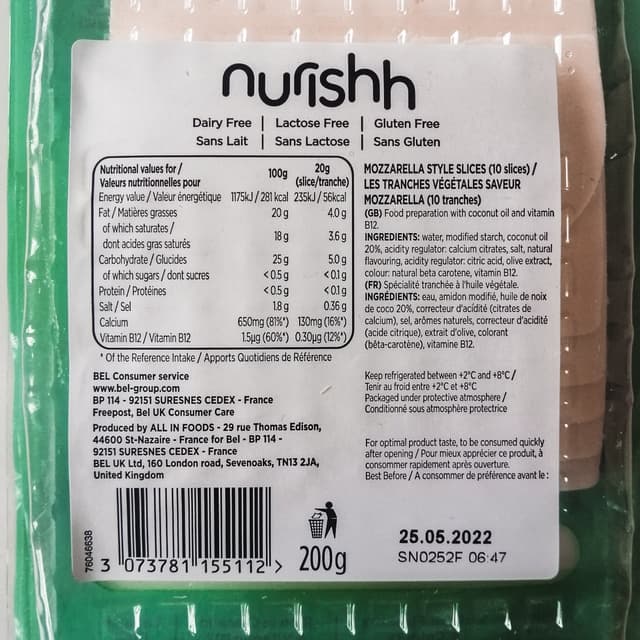 nurishh
Dairy Free | Lactose Free | Gluten Free
Sans Lait | Sans Lactose | Sans Gluten
Nutritional values for /
Valeurs nutritionnelles pour 100g 20g (slice/tranche)
Energy value / Valeur énergétique 1175kJ / 281 kcal 235kJ / 56kcal
Fat / Matières grasses 20 g 4.0 g
of which saturates /
dont acides gras saturés 18 g 3.6 g
Carbohydrate / Glucides 25 g 5.0 g
of which sugars / dont sucres <0.5 g <0.1 g
Protein / Protéines <0.5 g <0.1 g
Salt / Sel 1.8 g 0.36 g
Calcium 650mg (81%*) 130mg (16%*)
Vitamin B12 / Vitamin B12 1.5µg (60%*) 0.30µg (12%*)
* Of the Reference Intake / Apports Quotidiens de Référence
BEL Consumer service
www.bel-group.com
BP 114 - 92151 SURESNES CEDEX - France
Freepost, Bel UK Consumer Care
Produced by ALL IN FOODS - 29 rue Thomas Edison,
44600 St-Nazaire - France for Bel - BP 114 -
92151 SURESNES CEDEX - France
BEL UK Ltd, 160 London road, Sevenoaks, TN13 2JA,
United Kingdom
MOZZARELLA STYLE SLICES (10 slices) /
LES TRANCHES VÉGÉTALES SAVEUR
MOZZARELLA (10 tranches)
(GB) Food preparation with coconut oil and vitamin
B12.
INGREDIENTS: water, modified starch, coconut oil
20%, acidity regulator: calcium citrates, salt, natural
flavouring, acidity regulator: citric acid, olive extract,
colour: natural beta carotene, vitamin B12.
(FR) Spécialité tranchée à l'huile végétale.
INGRÉDIENTS: eau, amidon modifié, huile de noix
de coco 20%, correcteur d'acidité (citrates de
calcium), sel, arômes naturels, correcteur d'acidité
(acide citrique), extrait d'olive, colorant
(bêta-carotène), vitamine B12.
Keep refrigerated between +2°C and +8°C /
Tenir au froid entre +2°C et +8°C
Packaged under protective atmosphere /
Conditionné sous atmosphère protectrice
For optimal product taste, to be consumed quickly
after opening / Pour mieux apprécier ce produit, à
consommer rapidement après ouverture.
Best Before / A consommer de préférence avant le :
76046638
3 073781 155112 >
200g
25.05.2022
SN0252F 06:47